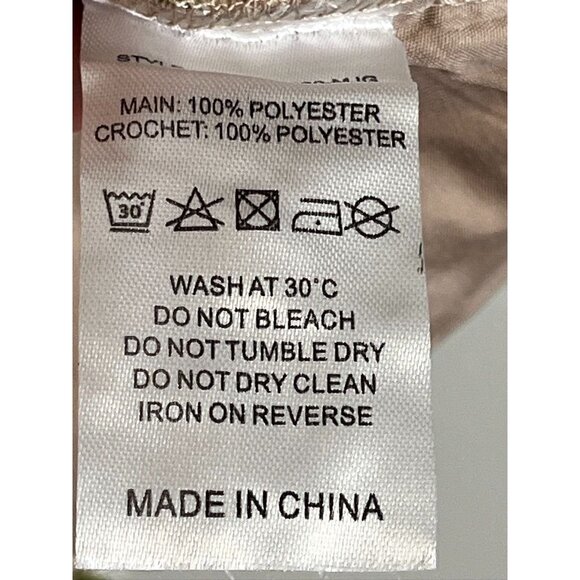 MAIN: 100% POLYESTER
CROCHET: 100% POLYESTER
30°
WASH AT 30°C
DO NOT BLEACH
DO NOT TUMBLE DRY
DO NOT DRY CLEAN
IRON ON REVERSE
MADE IN CHINA